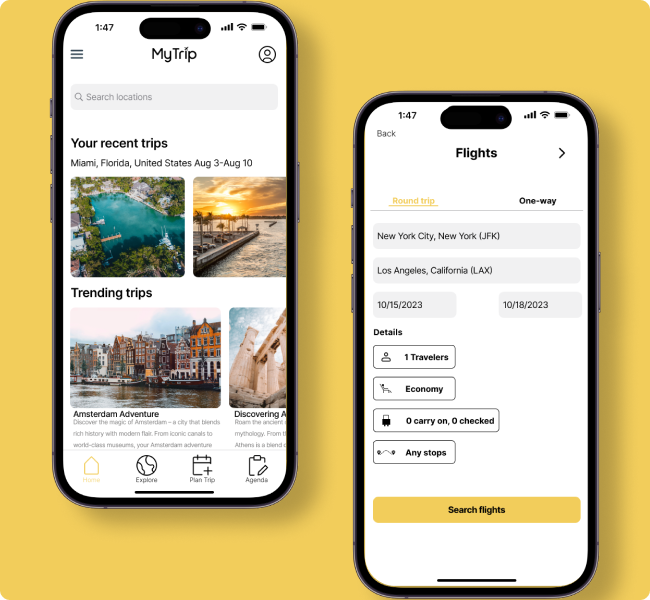 1:47
MyTrip
Search locations
Your recent trips
Miami, Florida, United States Aug 3-Aug 10
Trending trips
Amsterdam Adventure
Discover the magic of Amsterdam – a city that blends
rich history with modern flair. From iconic canals to
world-class museums, your Amsterdam adventure
Discovering A
Roam the ancient
mythology. From th
Athens is a blend o
Home
Explore
Plan Trip
Agenda
1:47
Back
Flights
Round trip
One-way
New York City, New York (JFK)
Los Angeles, California (LAX)
10/15/2023
10/18/2023
Details
1 Travelers
Economy
0 carry on, 0 checked
Any stops
Search flights